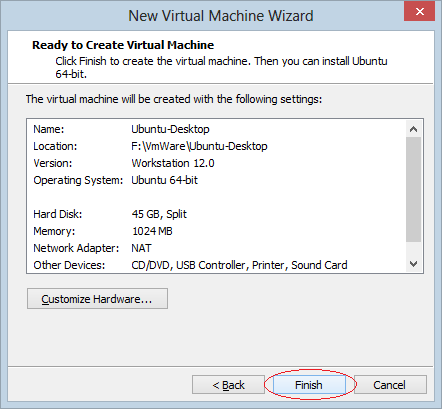 New Virtual Machine Wizard
Ready to Create Virtual Machine
Click Finish to create the virtual machine. Then you can install Ubuntu
64-bit.
The virtual machine will be created with the following settings:
Name: Ubuntu-Desktop
Location: F:\VmWare\Ubuntu-Desktop
Version: Workstation 12.0
Operating System: Ubuntu 64-bit
Hard Disk: 45 GB, Split
Memory: 1024 MB
Network Adapter: NAT
Other Devices: CD/DVD, USB Controller, Printer, Sound Card
Customize Hardware...
< Back Finish Cancel